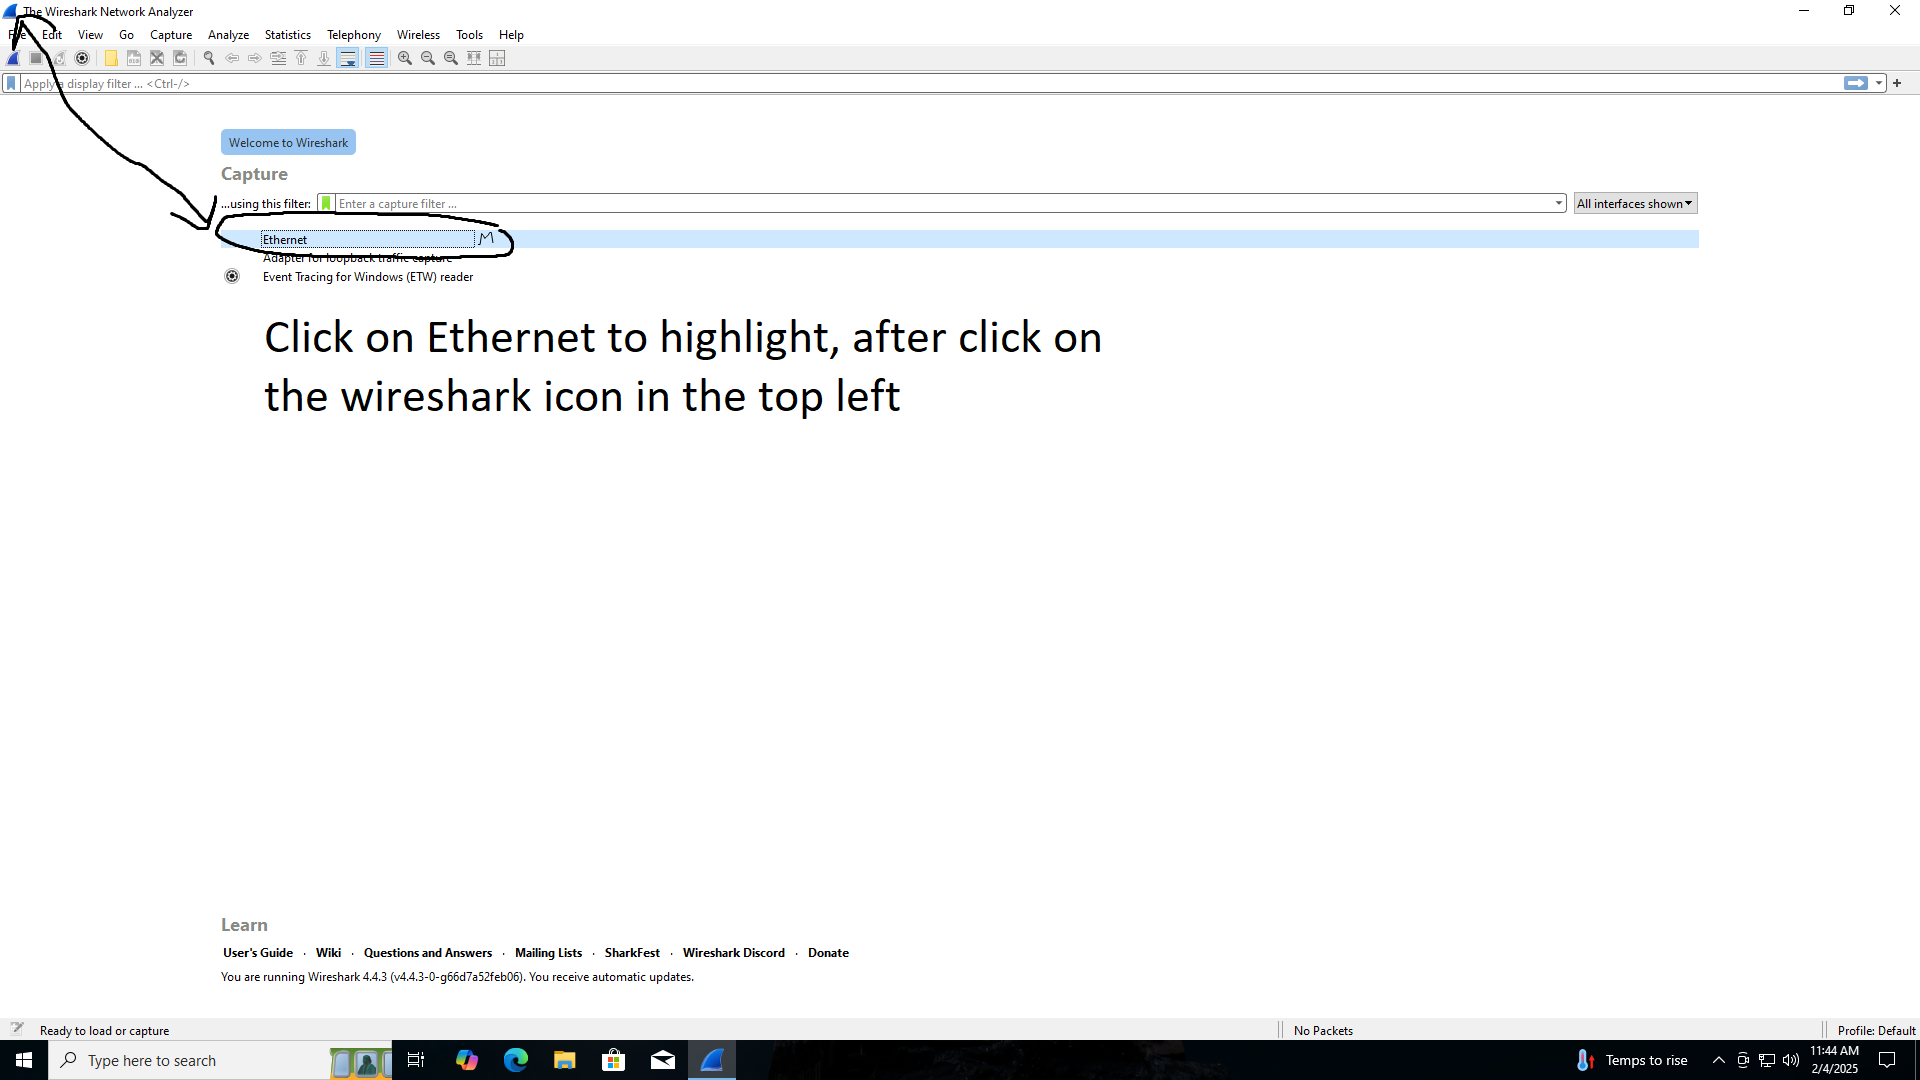 The Wireshark Network Analyzer
File Edit View Go Capture Analyze Statistics Telephony Wireless Tools Help
Apply a display filter ... <Ctrl-/>
Welcome to Wireshark
Capture
...using this filter: Enter a capture filter ... All interfaces shown
Ethernet
Adapter for loopback traffic capture
Event Tracing for Windows (ETW) reader
Click on Ethernet to highlight, after click on
the wireshark icon in the top left
Learn
User's Guide · Wiki · Questions and Answers · Mailing Lists · SharkFest · Wireshark Discord · Donate
You are running Wireshark 4.4.3 (v4.4.3-0-g66d7a52feb06). You receive automatic updates.
Ready to load or capture No Packets Profile: Default
Type here to search Temps to rise 11:44 AM
2/4/2025